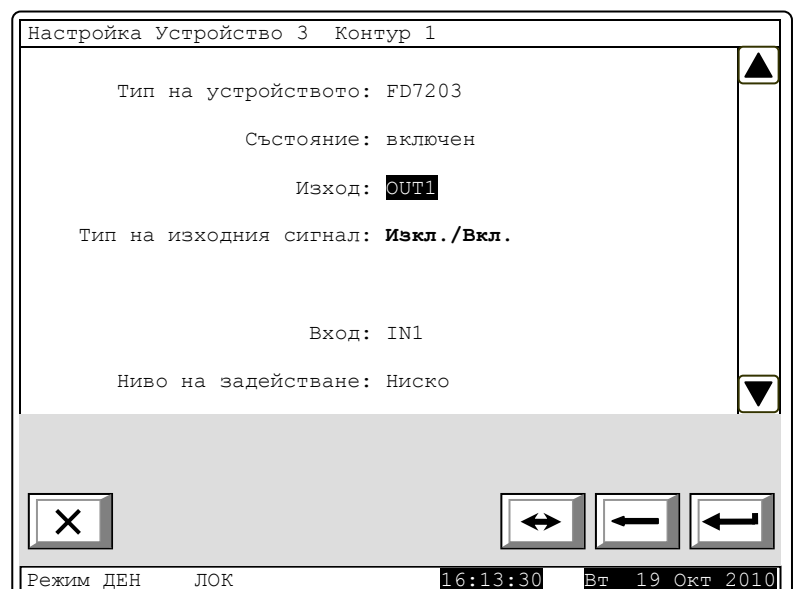 Настройка Устройство 3 Контур 1
Тип на устройството: FD7203
Състояние: включен
Изход: OUT1
Тип на изходния сигнал: Изкл./Вкл.
Вход: IN1
Ниво на задействане: Ниско
Режим ДЕН ЛОК 16:13:30 Вт 19 Окт 2010